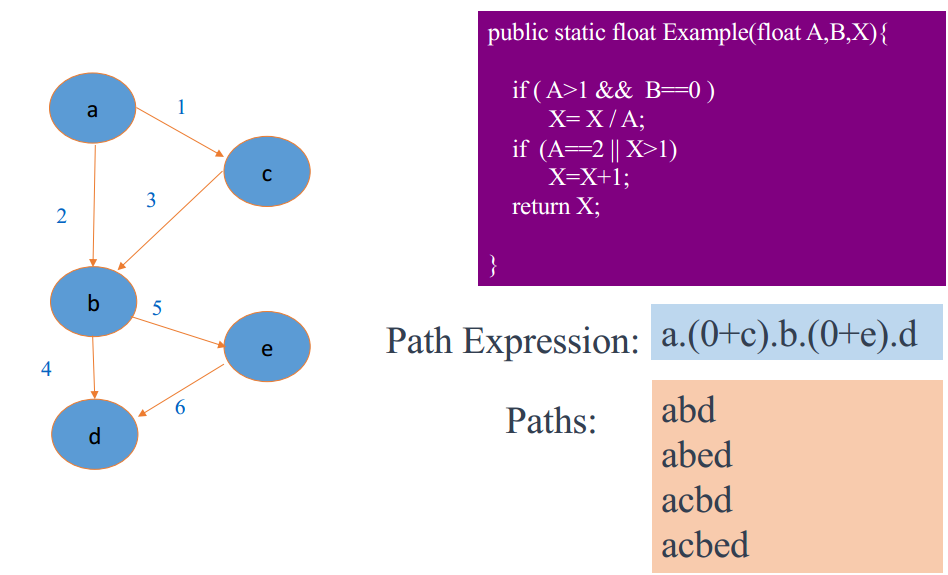 a
1
c
2
3
b
5
e
4
6
d
public static float Example(float A,B,X){
if ( A>1 && B==0 )
X= X / A;
if (A==2 || X>1)
X=X+1;
return X;
}
Path Expression: a.(0+c).b.(0+e).d
Paths:
abd
abed
acbd
acbed